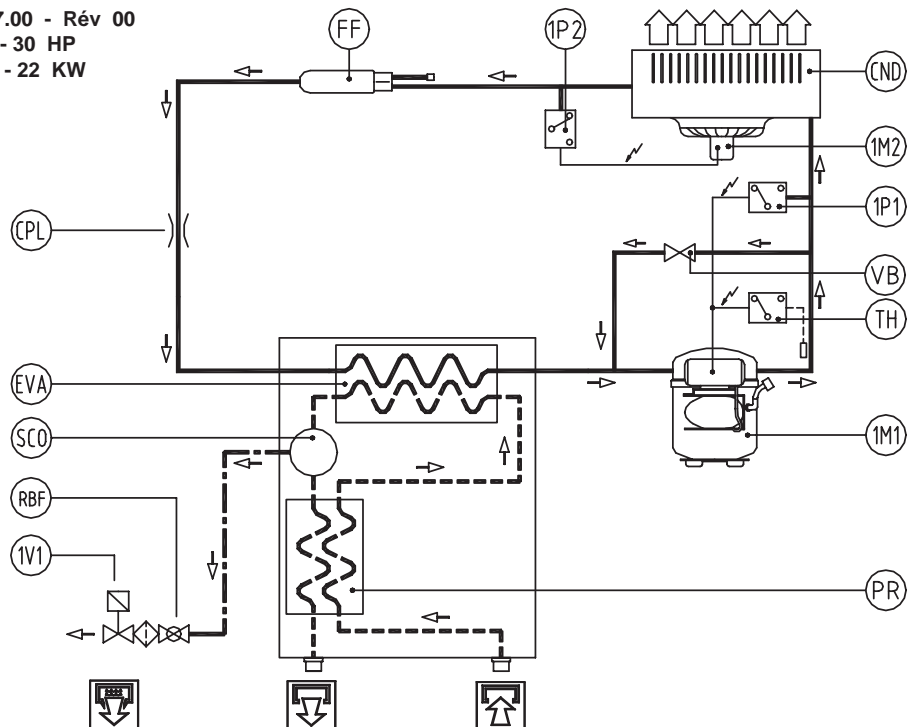 7.00 - Rév 00
- 30 HP
- 22 KW
FF
1P2
CND
1M2
1P1
CPL
VB
TH
EVA
SCO
1M1
RBF
1V1
PR